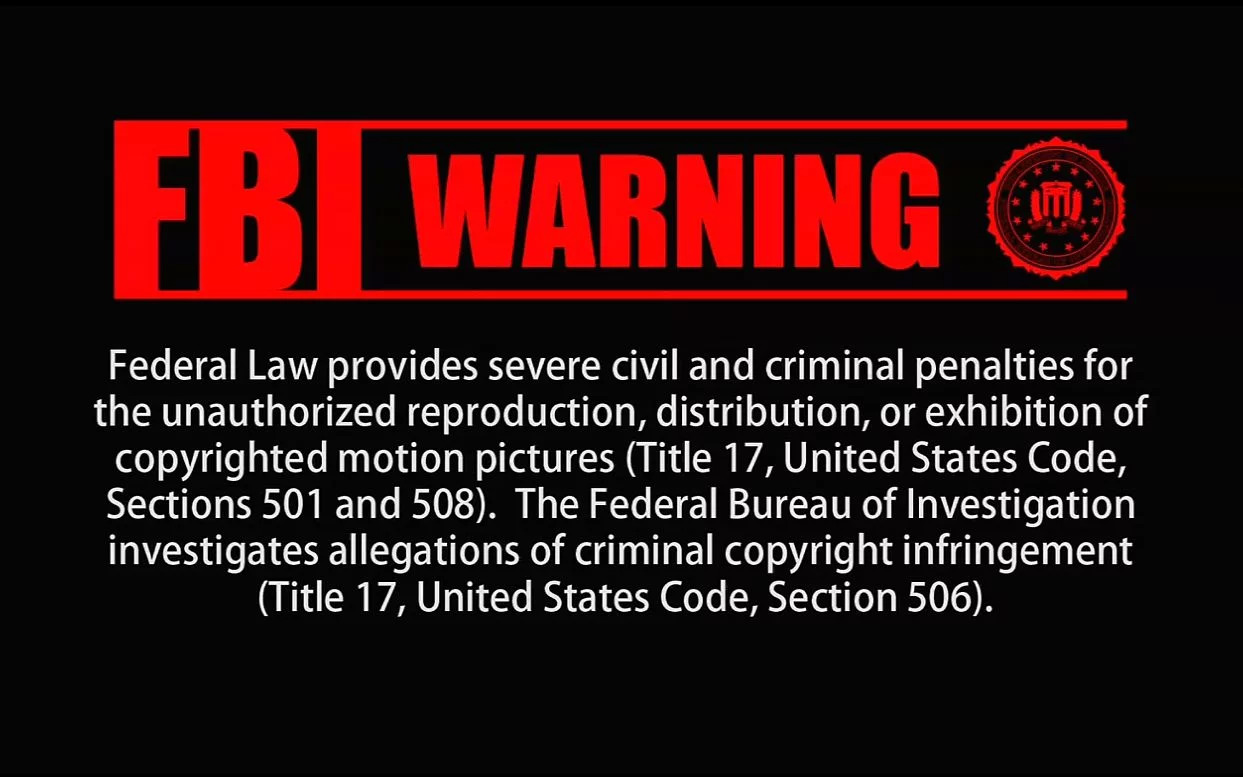 FBI WARNING
Federal Law provides severe civil and criminal penalties for
the unauthorized reproduction, distribution, or exhibition of
copyrighted motion pictures (Title 17, United States Code,
Sections 501 and 508).  The Federal Bureau of Investigation
investigates allegations of criminal copyright infringement
(Title 17, United States Code, Section 506).